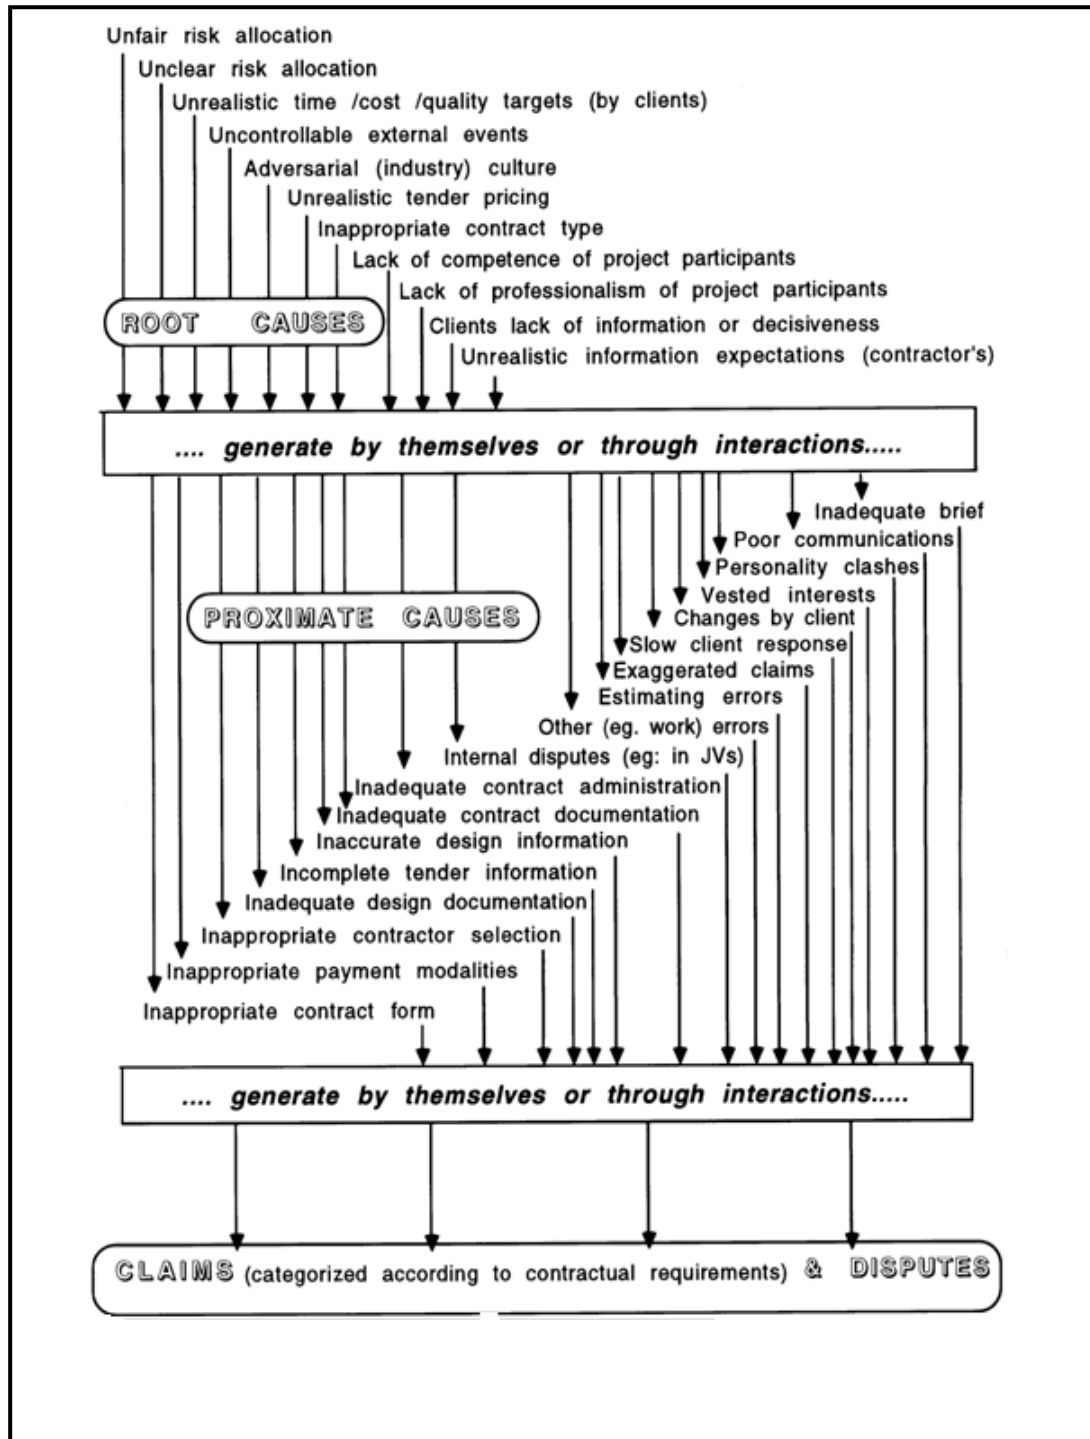 Unfair risk allocation
Unclear risk allocation
Unrealistic time /cost /quality targets (by clients)
Uncontrollable external events
Adversarial (industry) culture
Unrealistic tender pricing
Inappropriate contract type
Lack of competence of project participants
Lack of professionalism of project participants
ROOT CAUSES
Clients lack of information or decisiveness
Unrealistic information expectations (contractor's)
.... generate by themselves or through interactions.....
Inadequate brief
Poor communications
Personality clashes
Vested interests
PROXIMATE CAUSES
Changes by client
Slow client response
Exaggerated claims
Estimating errors
Other (eg. work) errors
Internal disputes (eg: in JVs)
Inadequate contract administration
Inadequate contract documentation
Inaccurate design information
Incomplete tender information
Inadequate design documentation
Inappropriate contractor selection
Inappropriate payment modalities
Inappropriate contract form
.... generate by themselves or through interactions.....
CLAIMS (categorized according to contractual requirements) & DISPUTES